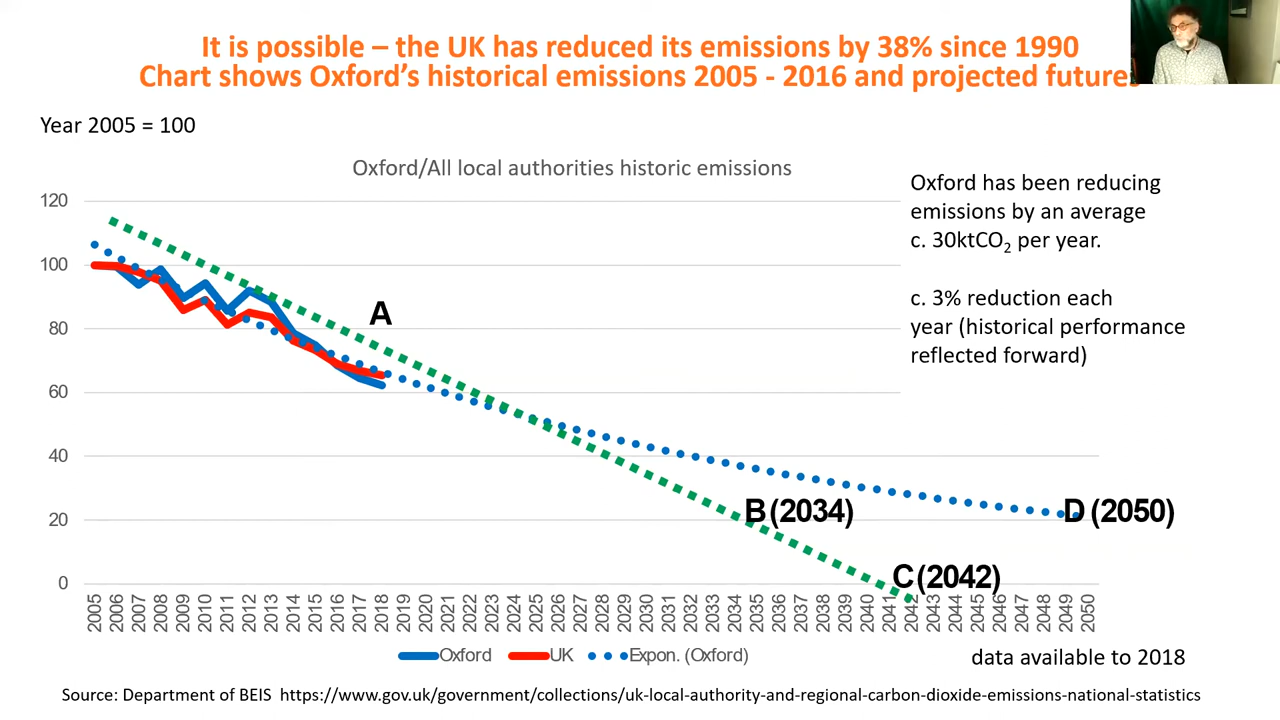 It is possible – the UK has reduced its emissions by 38% since 1990
Chart shows Oxford's historical emissions 2005 - 2016 and projected future
Year 2005 = 100
Oxford/All local authorities historic emissions
120
100
80
60
40
20
0
A
B (2034)
C (2042)
D (2050)
2005 2006 2007 2008 2009 2010 2011 2012 2013 2014 2015 2016 2017 2018 2019 2020 2021 2022 2023 2024 2025 2026 2027 2028 2029 2030 2031 2032 2033 2034 2035 2036 2037 2038 2039 2040 2041 2042 2043 2044 2045 2046 2047 2048 2049 2050
Oxford UK Expon. (Oxford)
Oxford has been reducing
emissions by an average
c. 30ktCO₂ per year.
c. 3% reduction each
year (historical performance
reflected forward)
data available to 2018
Source: Department of BEIS https://www.gov.uk/government/collections/uk-local-authority-and-regional-carbon-dioxide-emissions-national-statistics